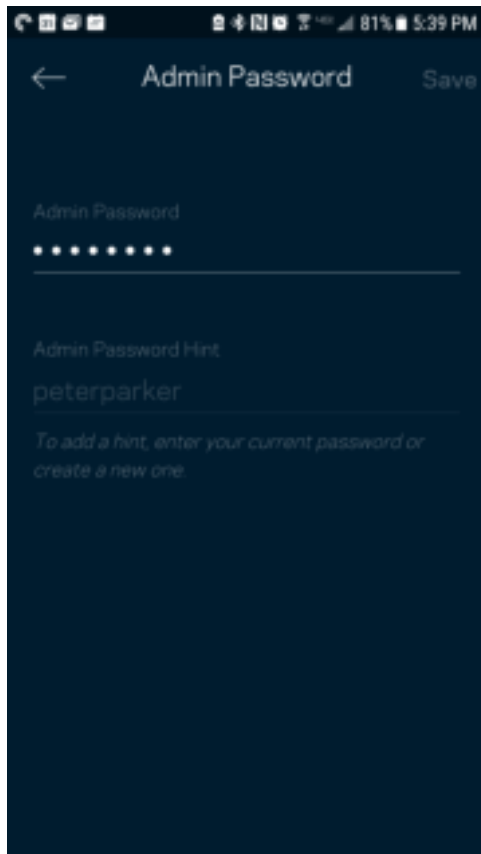 81% 5:39 PM
Admin Password Save
Admin Password
••••••••
Admin Password Hint
peterparker
To add a hint, enter your current password or
create a new one.